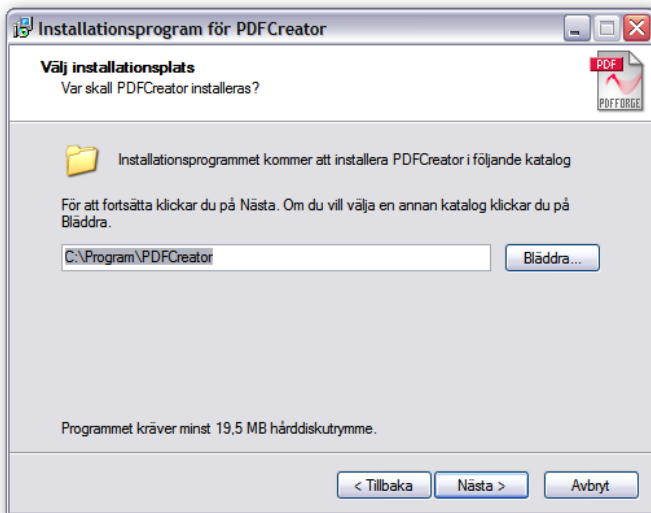 Installationsprogram för PDFCreator
Välj installationsplats
Var skall PDFCreator installeras?
PDF
PDFFORGE
Installationsprogrammet kommer att installera PDFCreator i följande katalog
För att fortsätta klickar du på Nästa. Om du vill välja en annan katalog klickar du på
Bläddra.
C:\Program\PDFCreator
Bläddra...
Programmet kräver minst 19,5 MB hårddiskutrymme.
< Tillbaka
Nästa >
Avbryt